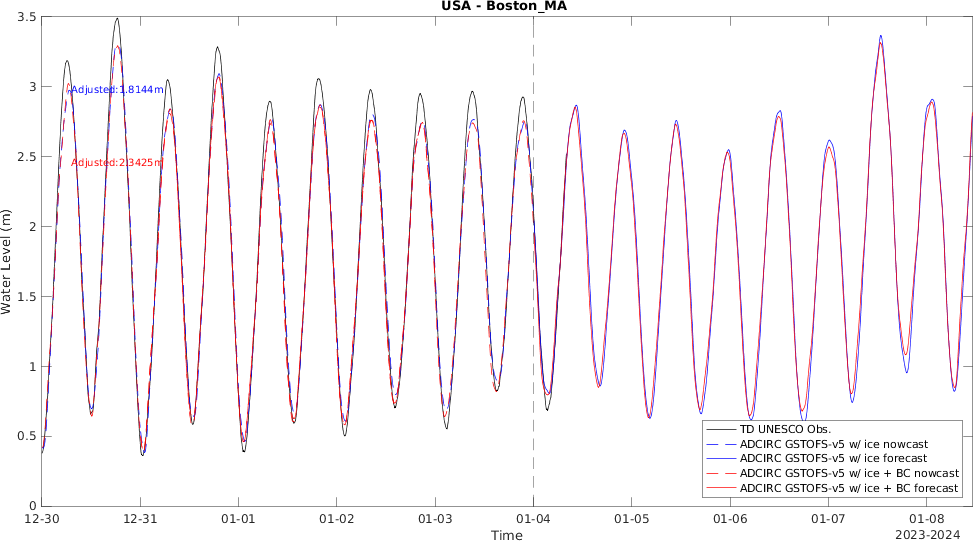 USA - Boston_MA
3.5
3
2.5
2
1.5
1
0.5
0
Water Level (m)
Adjusted:1.8144m
Adjusted:2.3425m
TD UNESCO Obs.
ADCIRC GSTOFS-v5 w/ ice nowcast
ADCIRC GSTOFS-v5 w/ ice forecast
ADCIRC GSTOFS-v5 w/ ice + BC nowcast
ADCIRC GSTOFS-v5 w/ ice + BC forecast
12-30 12-31 01-01 01-02 01-03 01-04 01-05 01-06 01-07 01-08
Time
2023-2024